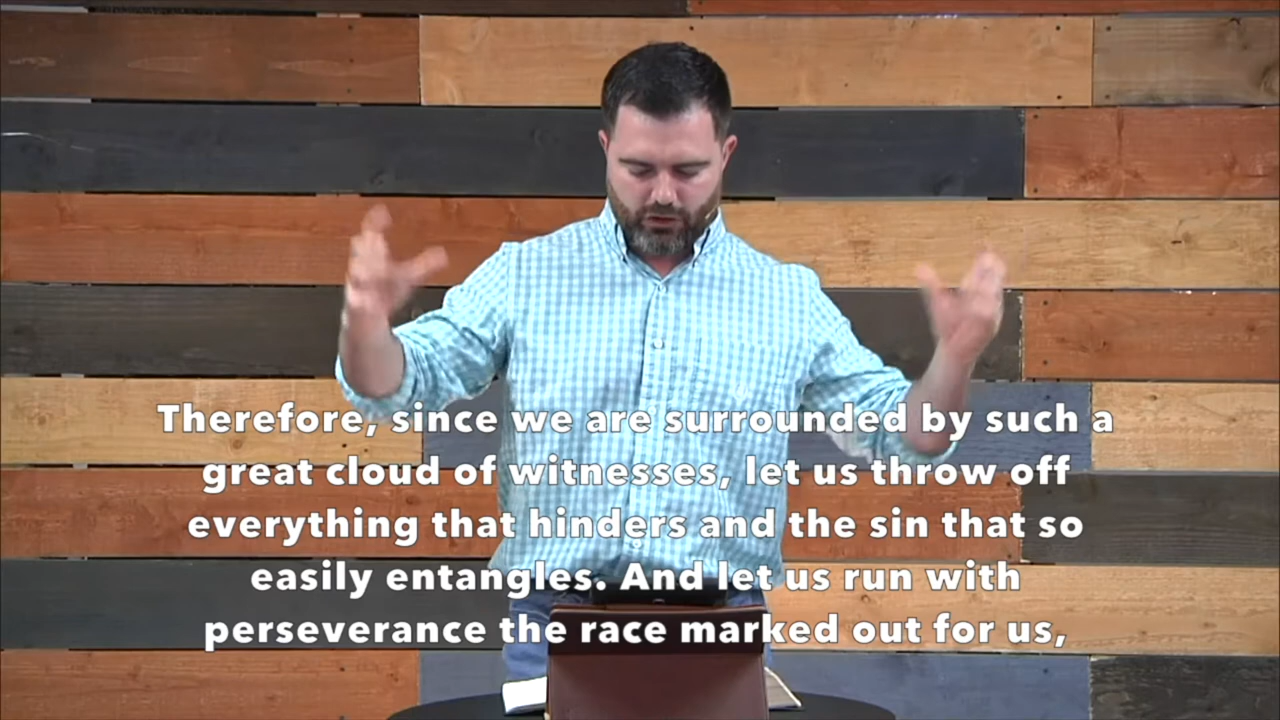 Therefore, since we are surrounded by such a
great cloud of witnesses, let us throw off
everything that hinders and the sin that so
easily entangles. And let us run with
perseverance the race marked out for us,